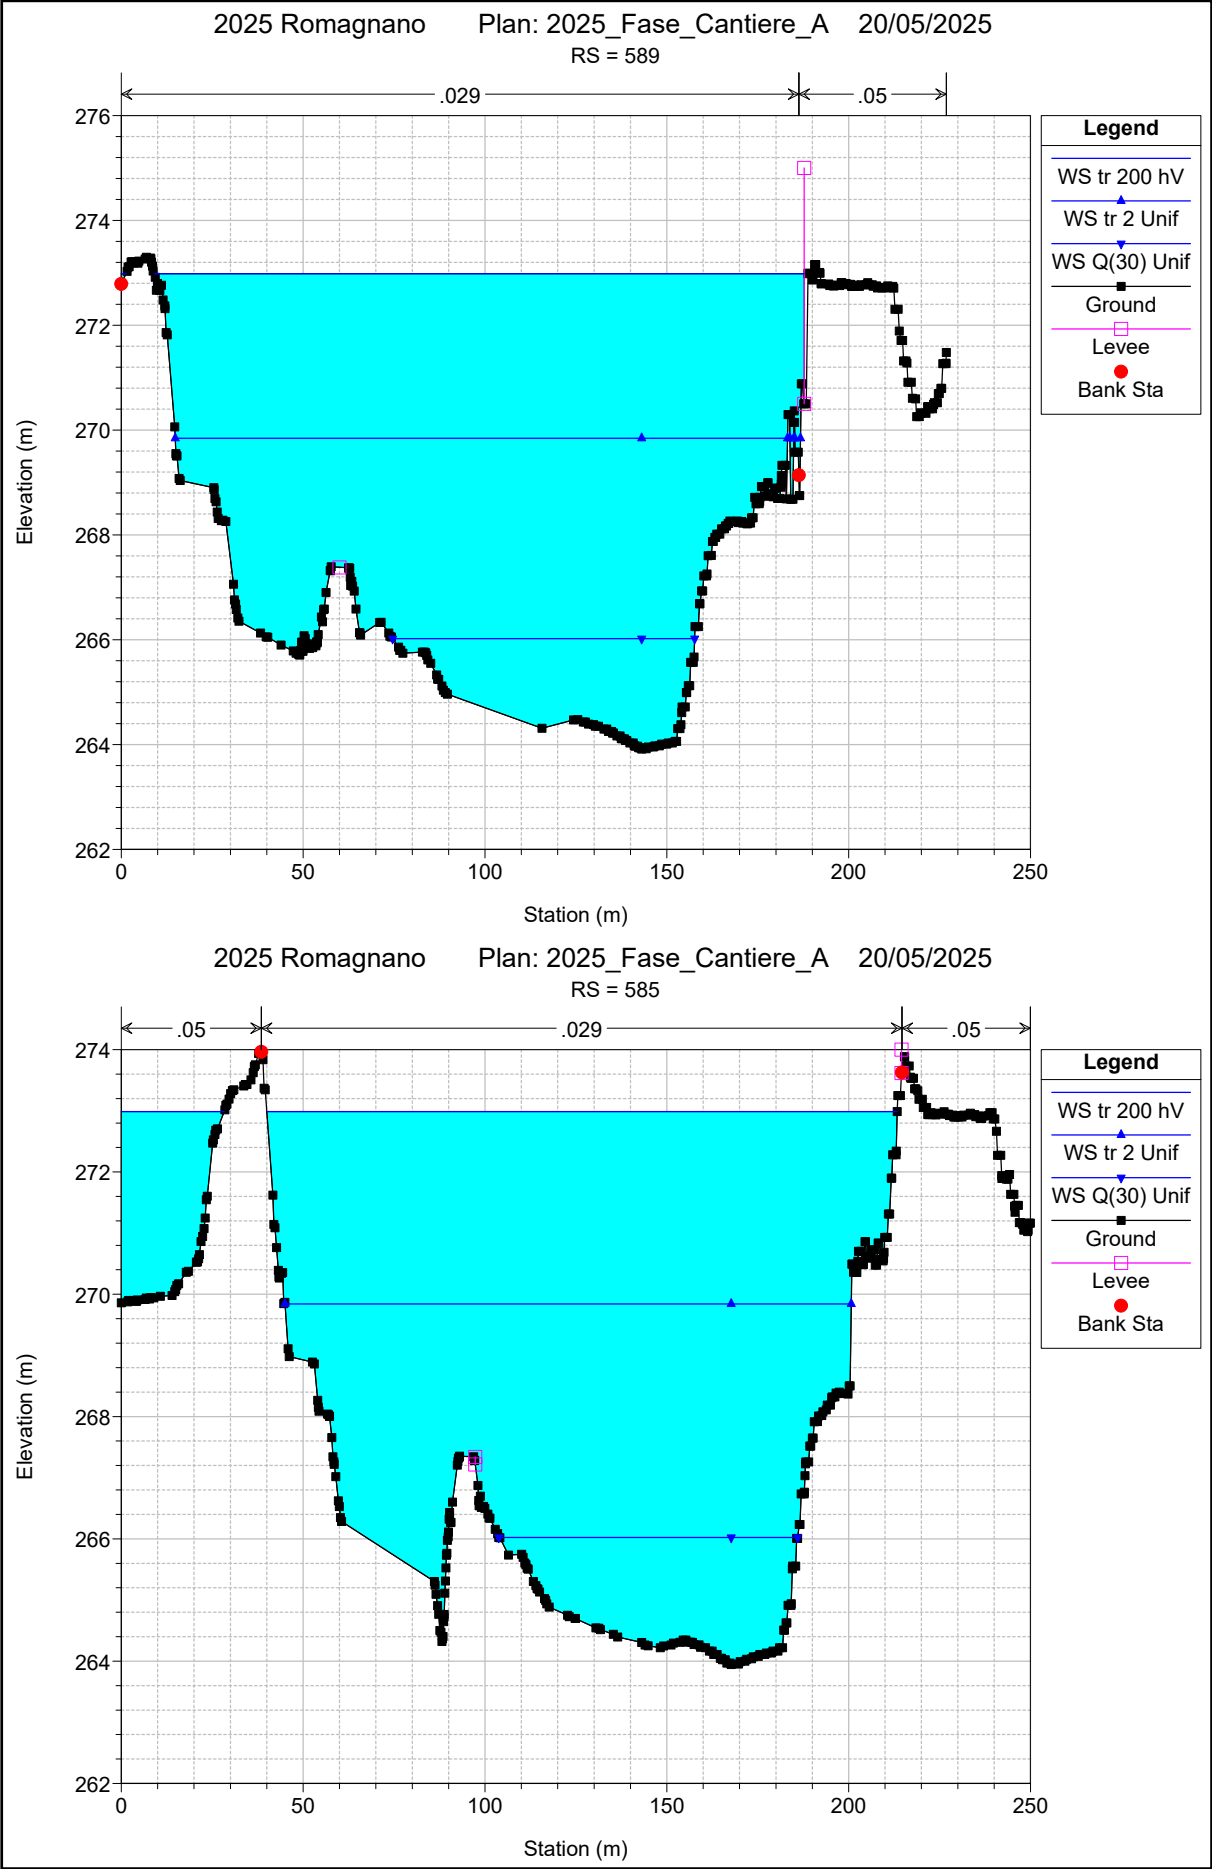 2025 Romagnano Plan: 2025_Fase_Cantiere_A 20/05/2025
RS = 589
.029 .05
276
274
272
270
268
266
264
262
Elevation (m)
0 50 100 150 200 250
Station (m)
Legend
WS tr 200 hV
WS tr 2 Unif
WS Q(30) Unif
Ground
Levee
Bank Sta
2025 Romagnano Plan: 2025_Fase_Cantiere_A 20/05/2025
RS = 585
.05 .029 .05
274
272
270
268
266
264
262
Elevation (m)
0 50 100 150 200 250
Station (m)
Legend
WS tr 200 hV
WS tr 2 Unif
WS Q(30) Unif
Ground
Levee
Bank Sta